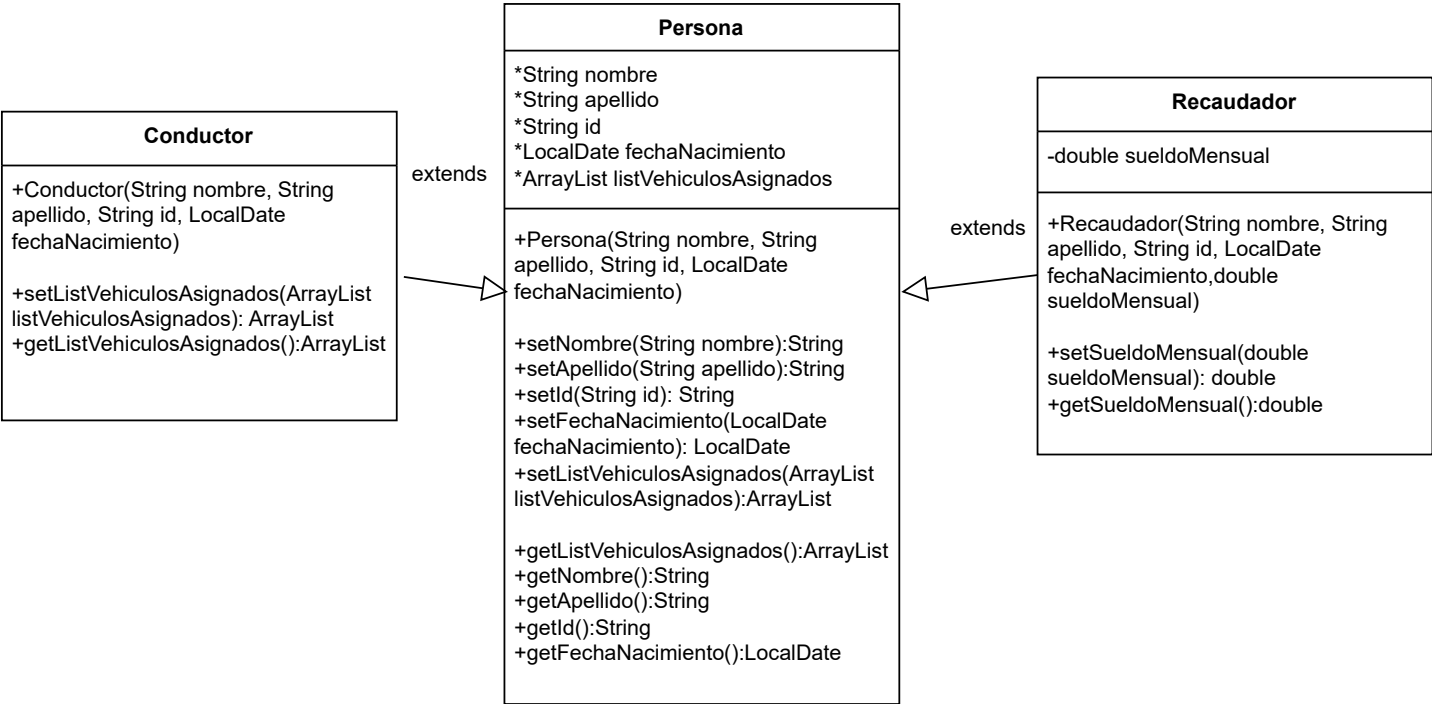 Conductor
+Conductor(String nombre, String
apellido, String id, LocalDate
fechaNacimiento)
+setListVehiculosAsignados(ArrayList
listVehiculosAsignados): ArrayList
+getListVehiculosAsignados():ArrayList
extends
Persona
*String nombre
*String apellido
*String id
*LocalDate fechaNacimiento
*ArrayList listVehiculosAsignados
+Persona(String nombre, String
apellido, String id, LocalDate
fechaNacimiento)
+setNombre(String nombre):String
+setApellido(String apellido):String
+setId(String id): String
+setFechaNacimiento(LocalDate
fechaNacimiento): LocalDate
+setListVehiculosAsignados(ArrayList
listVehiculosAsignados):ArrayList
+getListVehiculosAsignados():ArrayList
+getNombre():String
+getApellido():String
+getId():String
+getFechaNacimiento():LocalDate
extends
Recaudador
-double sueldoMensual
+Recaudador(String nombre, String
apellido, String id, LocalDate
fechaNacimiento,double
sueldoMensual)
+setSueldoMensual(double
sueldoMensual): double
+getSueldoMensual():double